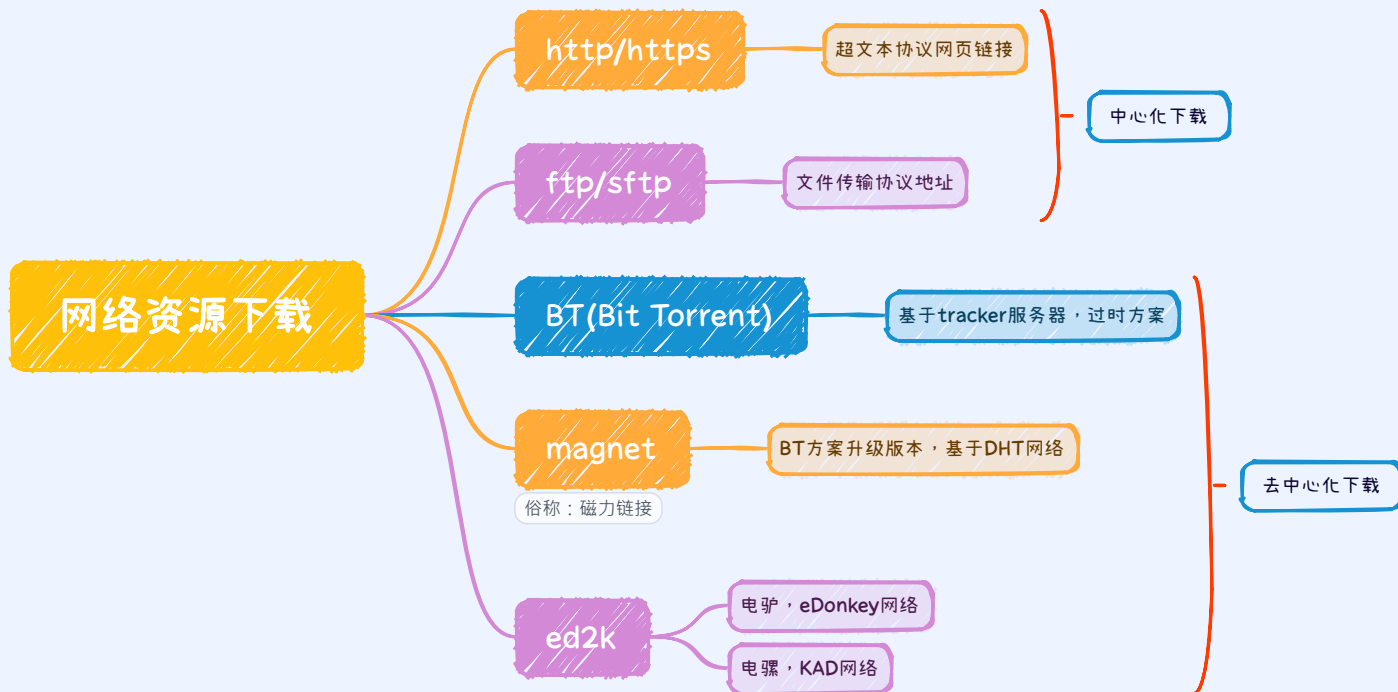 http/https
超文本协议网页链接
中心化下载
ftp/sftp
文件传输协议地址
网络资源下载
BT(Bit Torrent)
基于tracker服务器，过时方案
magnet
BT方案升级版本，基于DHT网络
俗称：磁力链接
去中心化下载
ed2k
电驴，eDonkey网络
电骡，KAD网络